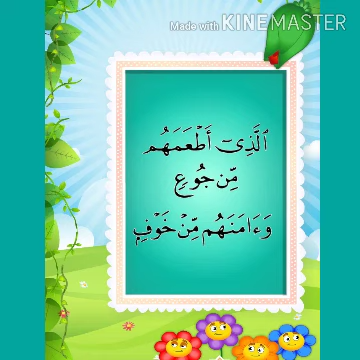 Made with KINEMASTER
ٱلَّذِىٓ أَطۡعَمَهُم
مِّن جُوعٖ
وَءَامَنَهُم مِّنۡ خَوۡفِۭ